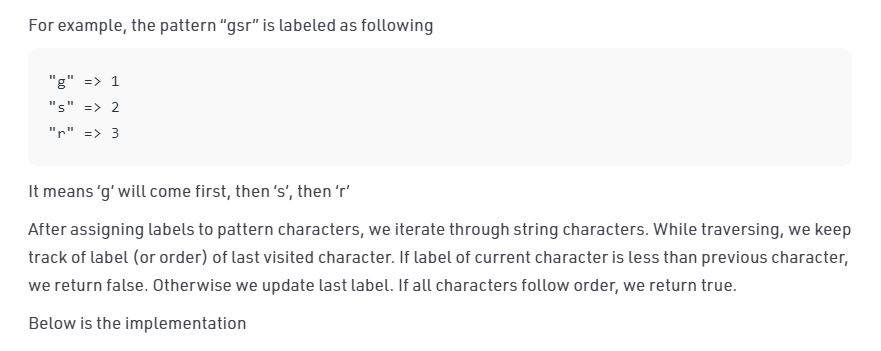 For example, the pattern “gsr” is labeled as following
"g" => 1
"s" => 2
"r" => 3
It means ‘g’ will come first, then ‘s’, then ‘r’
After assigning labels to pattern characters, we iterate through string characters. While traversing, we keep
track of label (or order) of last visited character. If label of current character is less than previous character,
we return false. Otherwise we update last label. If all characters follow order, we return true.
Below is the implementation